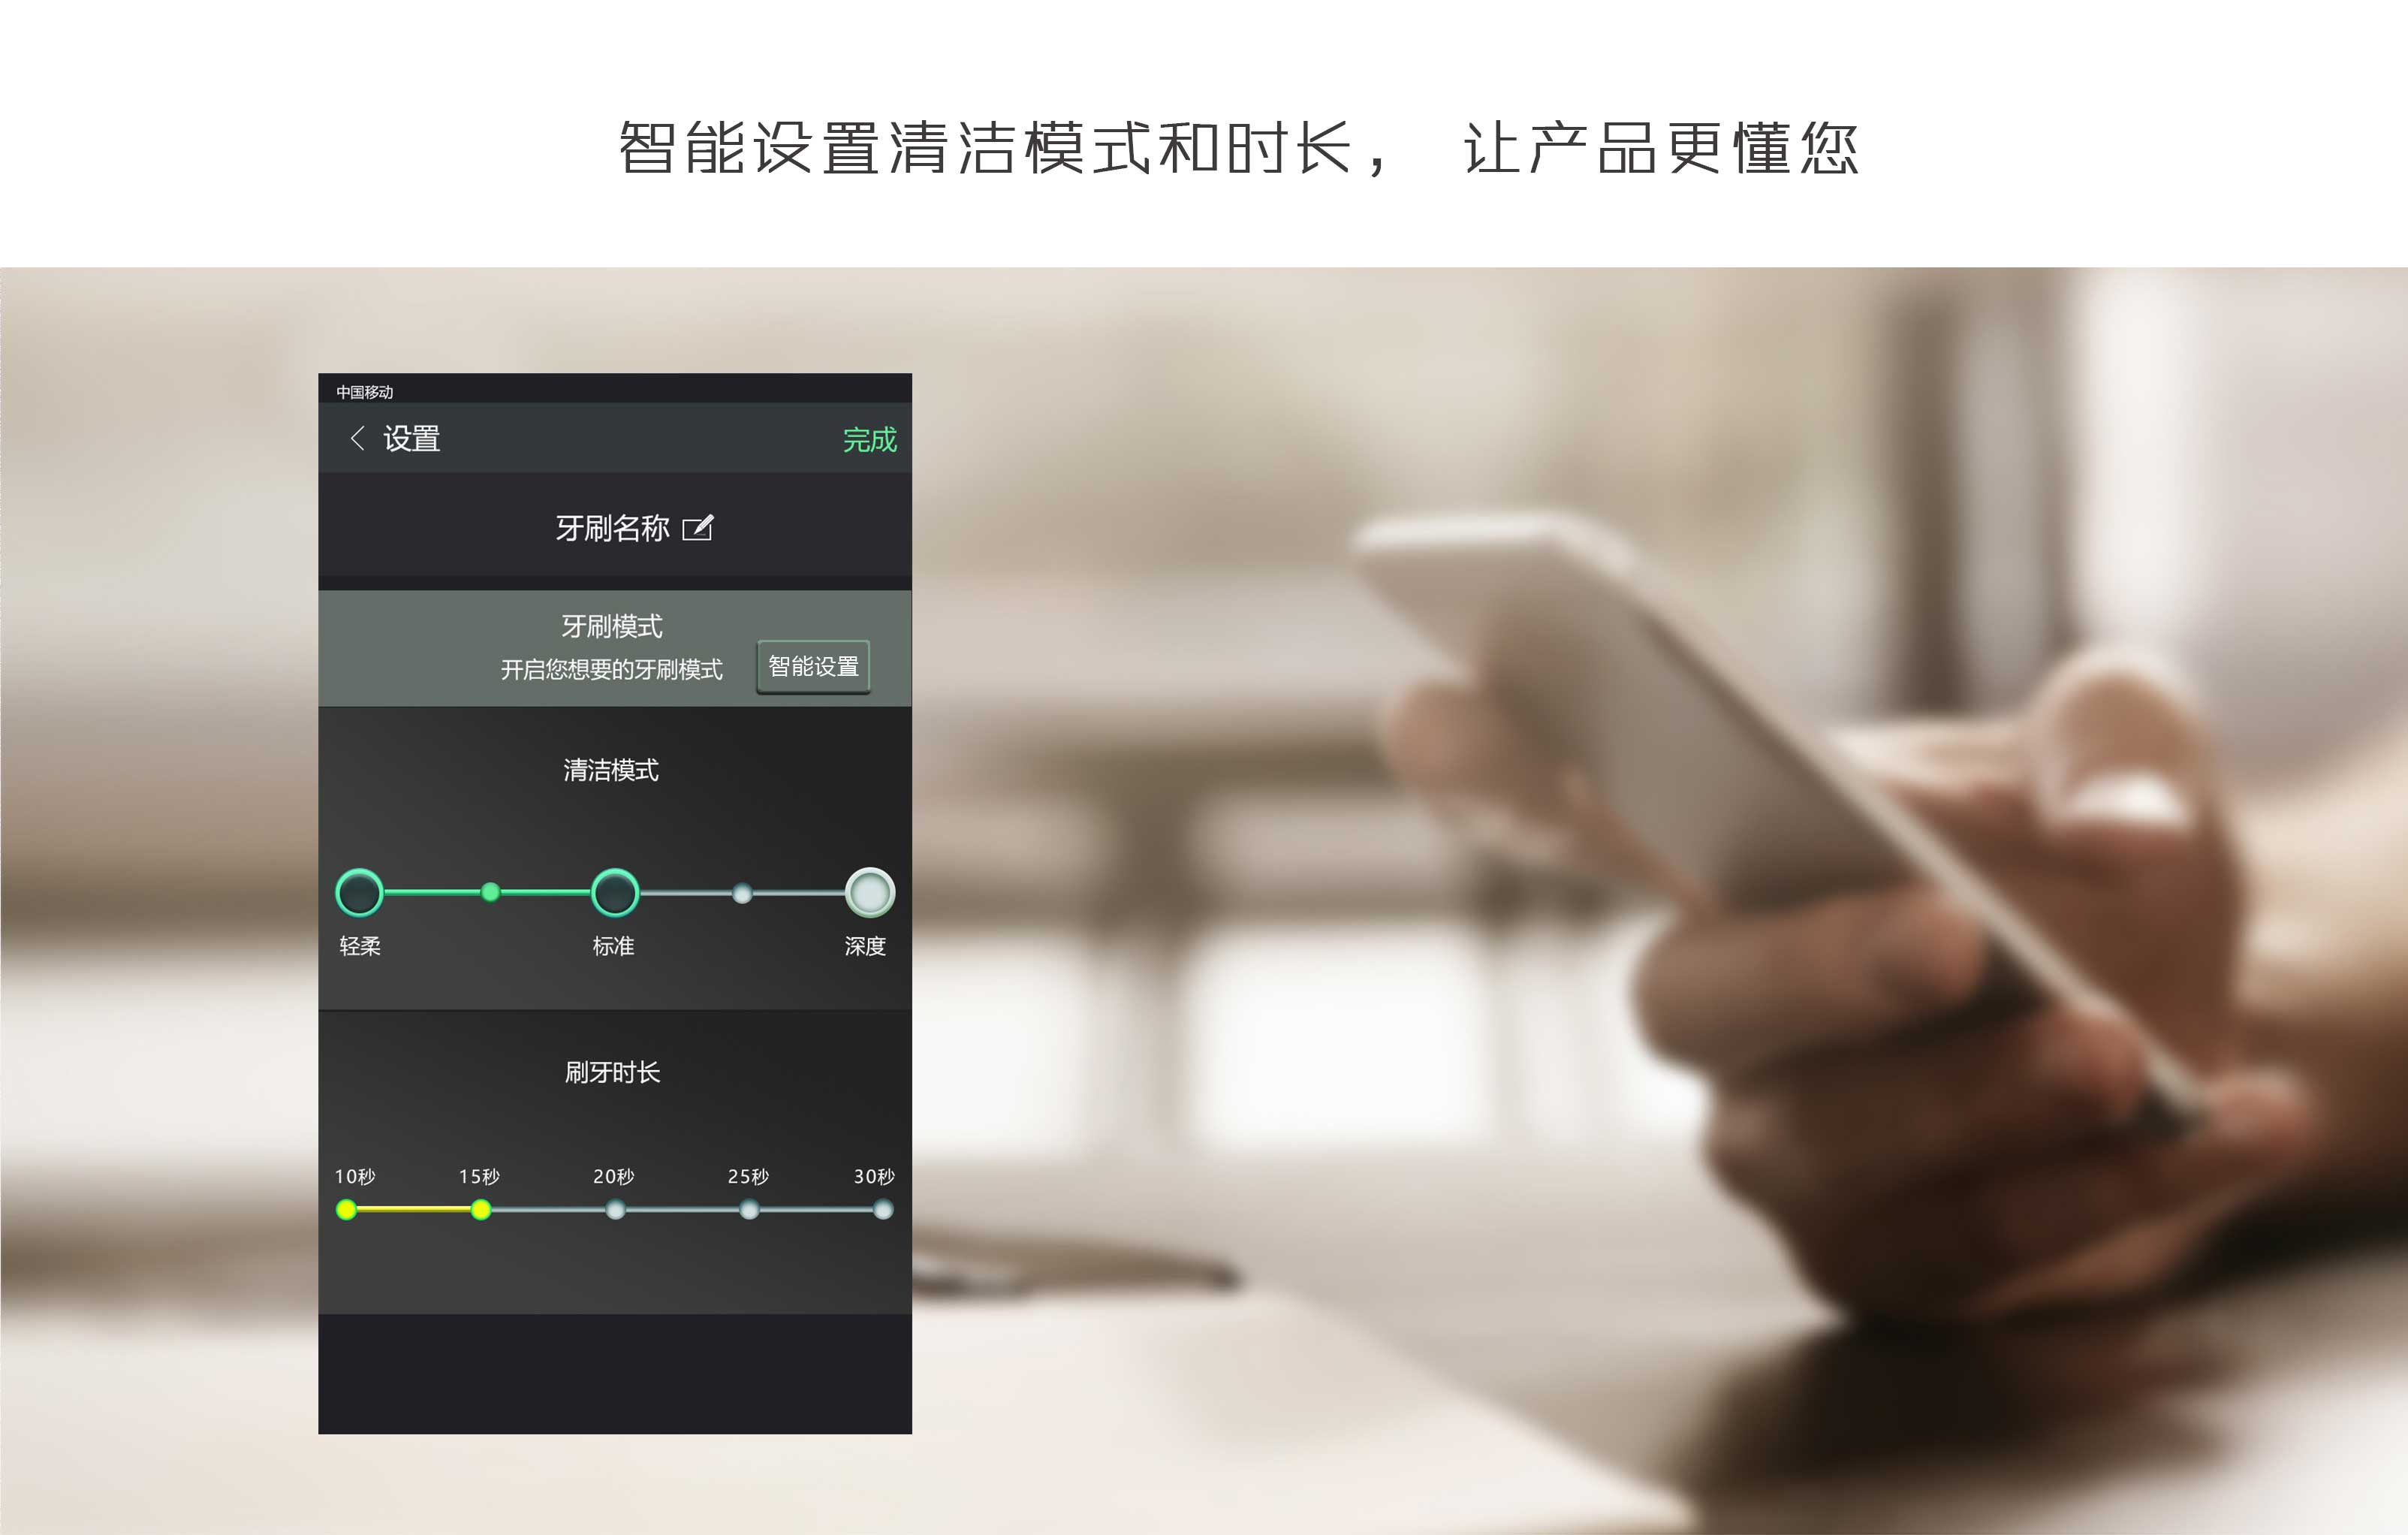 智能设置清洁模式和时长， 让产品更懂您
中国移动
设置 完成
牙刷名称
牙刷模式
开启您想要的牙刷模式 智能设置
清洁模式
轻柔 标准 深度
刷牙时长
10秒 15秒 20秒 25秒 30秒